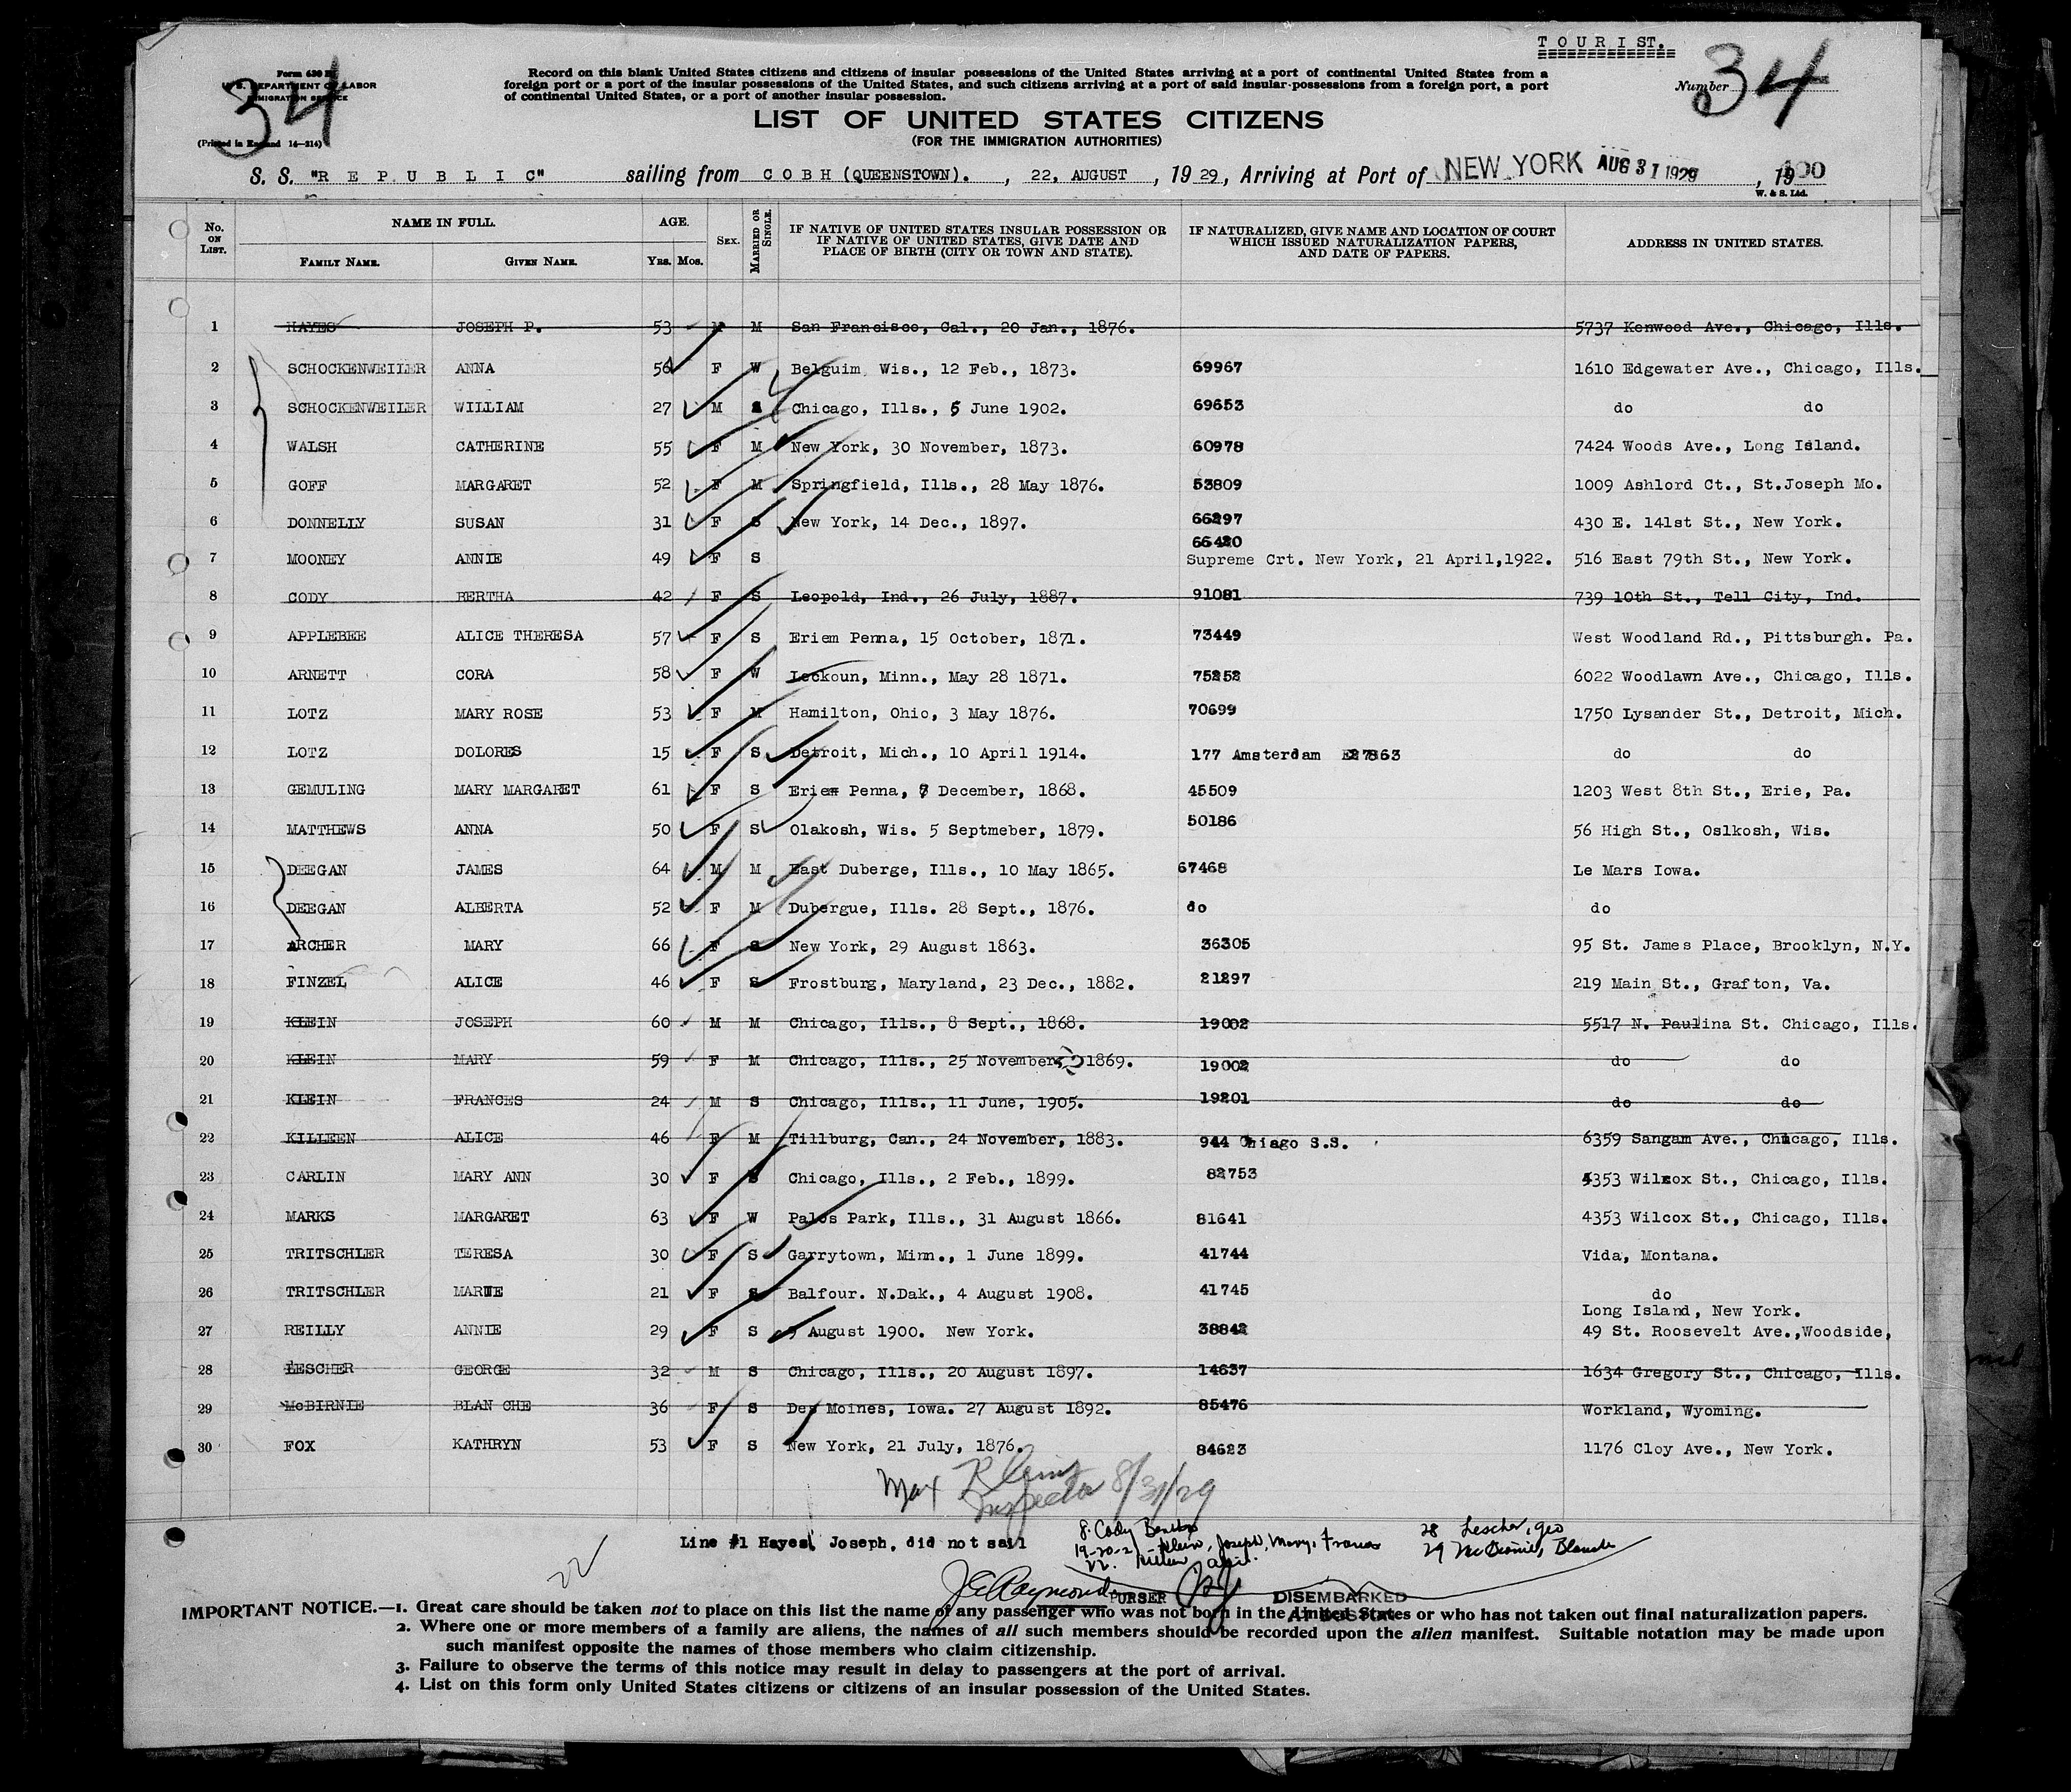 TOURIST.
Form 630 B
U. S. DEPARTMENT OF LABOR
IMMIGRATION SERVICE
(Printed in England 14—214)
34
Number 34
Record on this blank United States citizens and citizens of insular possessions of the United States arriving at a port of continental United States from a
foreign port or a port of the insular possessions of the United States, and such citizens arriving at a port of said insular possessions from a foreign port, a port
of continental United States, or a port of another insular possession.
LIST OF UNITED STATES CITIZENS
(FOR THE IMMIGRATION AUTHORITIES)
S. S. "REPUBLIC" sailing from COBH (QUEENSTOWN). , 22, AUGUST , 19 29, Arriving at Port of NEW YORK AUG 31 1929 , 19
W. & S. Ltd.
No. ON LIST. NAME IN FULL. AGE. SEX. MARRIED OR SINGLE. IF NATIVE OF UNITED STATES INSULAR POSSESSION OR IF NATIVE OF UNITED STATES, GIVE DATE AND PLACE OF BIRTH (CITY OR TOWN AND STATE). IF NATURALIZED, GIVE NAME AND LOCATION OF COURT WHICH ISSUED NATURALIZATION PAPERS, AND DATE OF PAPERS. ADDRESS IN UNITED STATES.
FAMILY NAME. GIVEN NAME. YRS. MOS.
1 HAYES JOSEPH P. 53 M M San Francisco, Cal., 20 Jan., 1876. 5737 Kenwood Ave., Chicago, Ills.
2 SCHOCKENWEILER ANNA 56 F W Belguim Wis., 12 Feb., 1873. 69967 1610 Edgewater Ave., Chicago, Ills.
3 SCHOCKENWEILER WILLIAM 27 M Chicago, Ills., 5 June 1902. 69653 do do
4 WALSH CATHERINE 55 F M New York, 30 November, 1873. 60978 7424 Woods Ave., Long Island.
5 GOFF MARGARET 52 F M Springfield, Ills., 28 May 1876. 53809 1009 Ashlord Ct., St.Joseph Mo.
6 DONNELLY SUSAN 31 F S New York, 14 Dec., 1897. 66297 430 E. 141st St., New York.
66420
7 MOONEY ANNIE 49 F S Supreme Crt. New York, 21 April,1922. 516 East 79th St., New York.
8 CODY BERTHA 42 F S Leopold, Ind., 26 July, 1887. 91081 739 10th St., Tell City, Ind.
9 APPLEBEE ALICE THERESA 57 F S Eriem Penna, 15 October, 1871. 73449 West Woodland Rd., Pittsburgh. Pa.
10 ARNETT CORA 58 F W Leckoun, Minn., May 28 1871. 75252 6022 Woodlawn Ave., Chicago, Ills.
11 LOTZ MARY ROSE 53 F M Hamilton, Ohio, 3 May 1876. 70699 1750 Lysander St., Detroit, Mich.
12 LOTZ DOLORES 15 F S Detroit, Mich., 10 April 1914. 177 Amsterdam do do
13 GEMULING MARY MARGARET 61 F S Erie Penna, 7 December, 1868. 45509 1203 West 8th St., Erie, Pa.
14 MATTHEWS ANNA 50 F S Olakosh, Wis. 5 Septmeber, 1879. 50186 56 High St., Oslkosh, Wis.
15 DEEGAN JAMES 64 M M East Duberge, Ills., 10 May 1865. 67468 Le Mars Iowa.
16 DEEGAN ALBERTA 52 F M Dubergue, Ills. 28 Sept., 1876. do do
17 ARCHER MARY 66 F S New York, 29 August 1863. 36305 95 St. James Place, Brooklyn, N.Y.
18 FINZEL ALICE 46 F S Frostburg, Maryland, 23 Dec., 1882. 21297 219 Main St., Grafton, Va.
19 KLEIN JOSEPH 60 M M Chicago, Ills., 8 Sept., 1868. 19002 5517 N. Paulina St. Chicago, Ills.
20 KLEIN MARY 59 F M Chicago, Ills., 25 November, 1869. 19002 do do
21 KLEIN FRANCES 24 M S Chicago, Ills., 11 June, 1905. 19201 do do
22 KILLEEN ALICE 46 F M Tillburg, Can., 24 November, 1883. 944 Chiago S.S. 6359 Sangam Ave., Chicago, Ills.
23 CARLIN MARY ANN 30 F S Chicago, Ills., 2 Feb., 1899. 82753 4353 Wilcox St., Chicago, Ills.
24 MARKS MARGARET 63 F W Palos Park, Ills., 31 August 1866. 81641 4353 Wilcox St., Chicago, Ills.
25 TRITSCHLER TERESA 30 F S Garrytown, Minn., 1 June 1899. 41744 Vida, Montana.
26 TRITSCHLER MARIE 21 F S Balfour. N.Dak., 4 August 1908. 41745 do
Long Island, New York.
27 REILLY ANNIE 29 F S 9 August 1900. New York. 38842 49 St. Roosevelt Ave.,Woodside,
28 LESCHER GEORGE 32 M S Chicago, Ills., 20 August 1897. 14637 1634 Gregory St., Chicago, Ills.
29 McBIRNIE BLAN CHE 36 F S Des Moines, Iowa. 27 August 1892. 85476 Workland, Wyoming.
30 FOX KATHRYN 53 F S New York, 21 July, 1876. 84623 1176 Cloy Ave., New York.
Max Inspector 8/31/29
Line #1 Hayes, Joseph, did not sail
8. Cody Bertha
19-20-21 - Klein, Joseph, Mary, Frances
22. Killeen
28 Lescher, Geo
29 McBirnie, Blanche
22
J E Raymond PURSER
DISEMBARKED
AT BOSTON
IMPORTANT NOTICE.—1. Great care should be taken not to place on this list the name of any passenger who was not born in the United States or who has not taken out final naturalization papers.
2. Where one or more members of a family are aliens, the names of all such members should be recorded upon the alien manifest. Suitable notation may be made upon
such manifest opposite the names of those members who claim citizenship.
3. Failure to observe the terms of this notice may result in delay to passengers at the port of arrival.
4. List on this form only United States citizens or citizens of an insular possession of the United States.